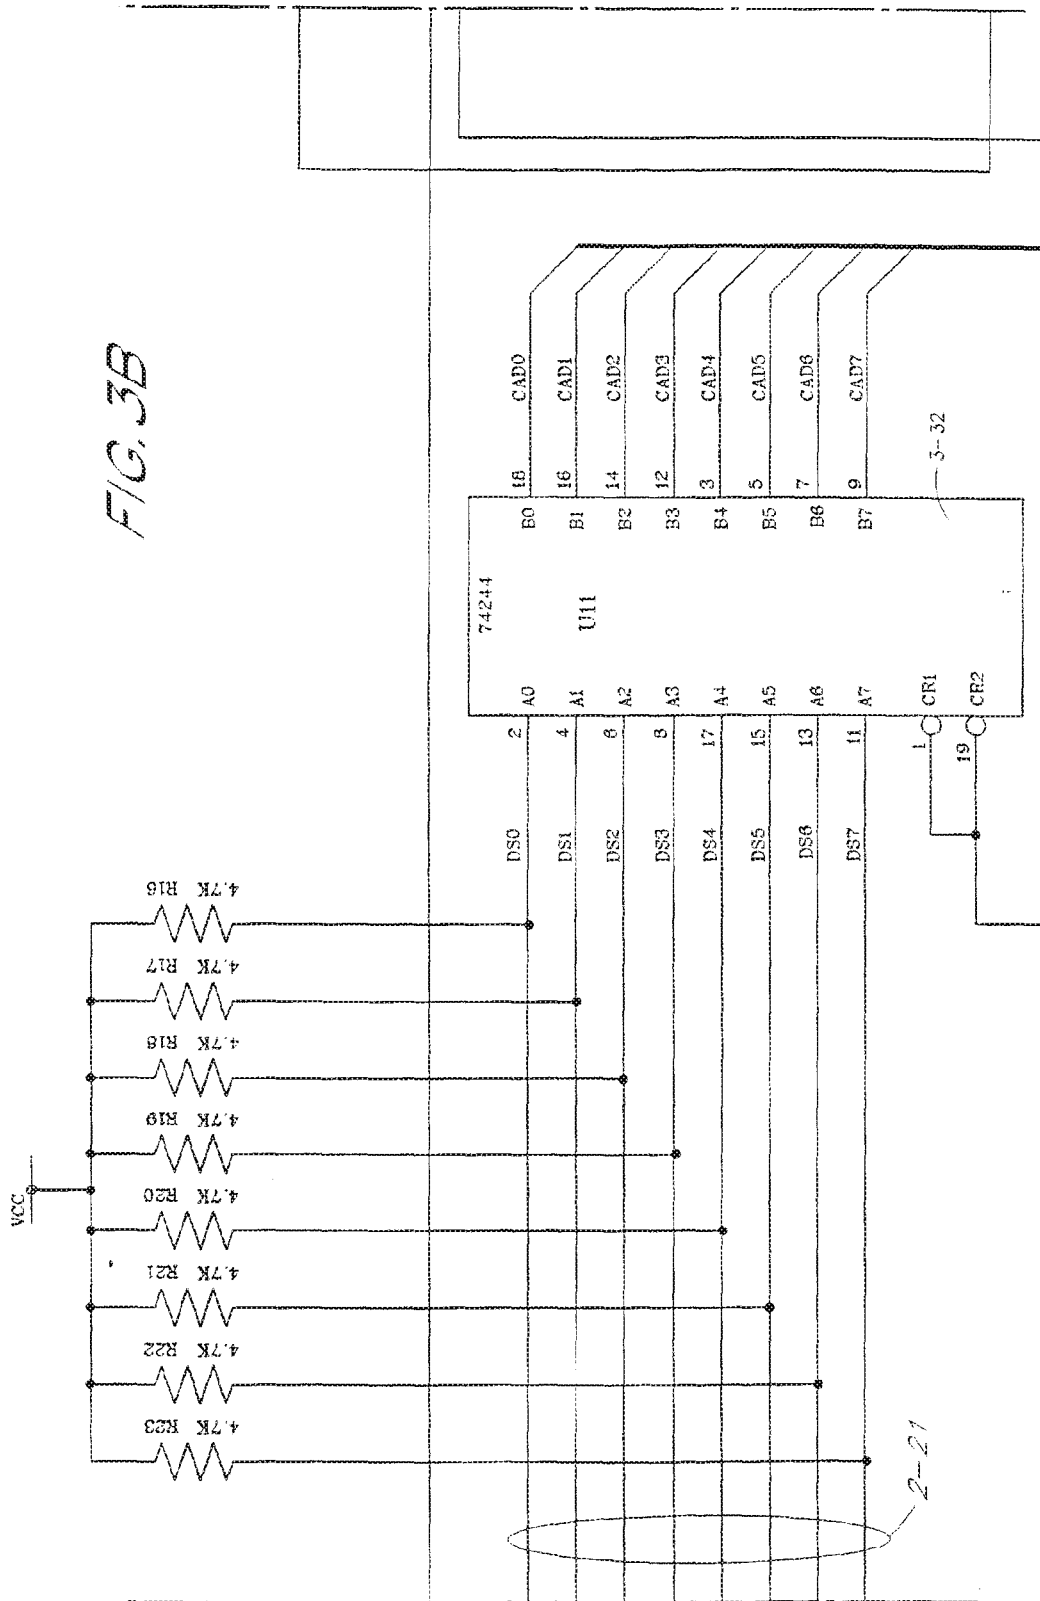 FIG. 3B
VCC
R23 4.7K
R22 4.7K
R21 4.7K
R20 4.7K
R19 4.7K
R18 4.7K
R17 4.7K
R16 4.7K
2-21
DS0 2 A0
DS1 4 A1
DS2 6 A2
DS3 8 A3
DS4 17 A4
DS5 15 A5
DS6 13 A6
DS7 11 A7
1 CR1
19 CR2
74244
U11
B0 18 CAD0
B1 16 CAD1
B2 14 CAD2
B3 12 CAD3
B4 3 CAD4
B5 5 CAD5
B6 7 CAD6
B7 9 CAD7
3-32